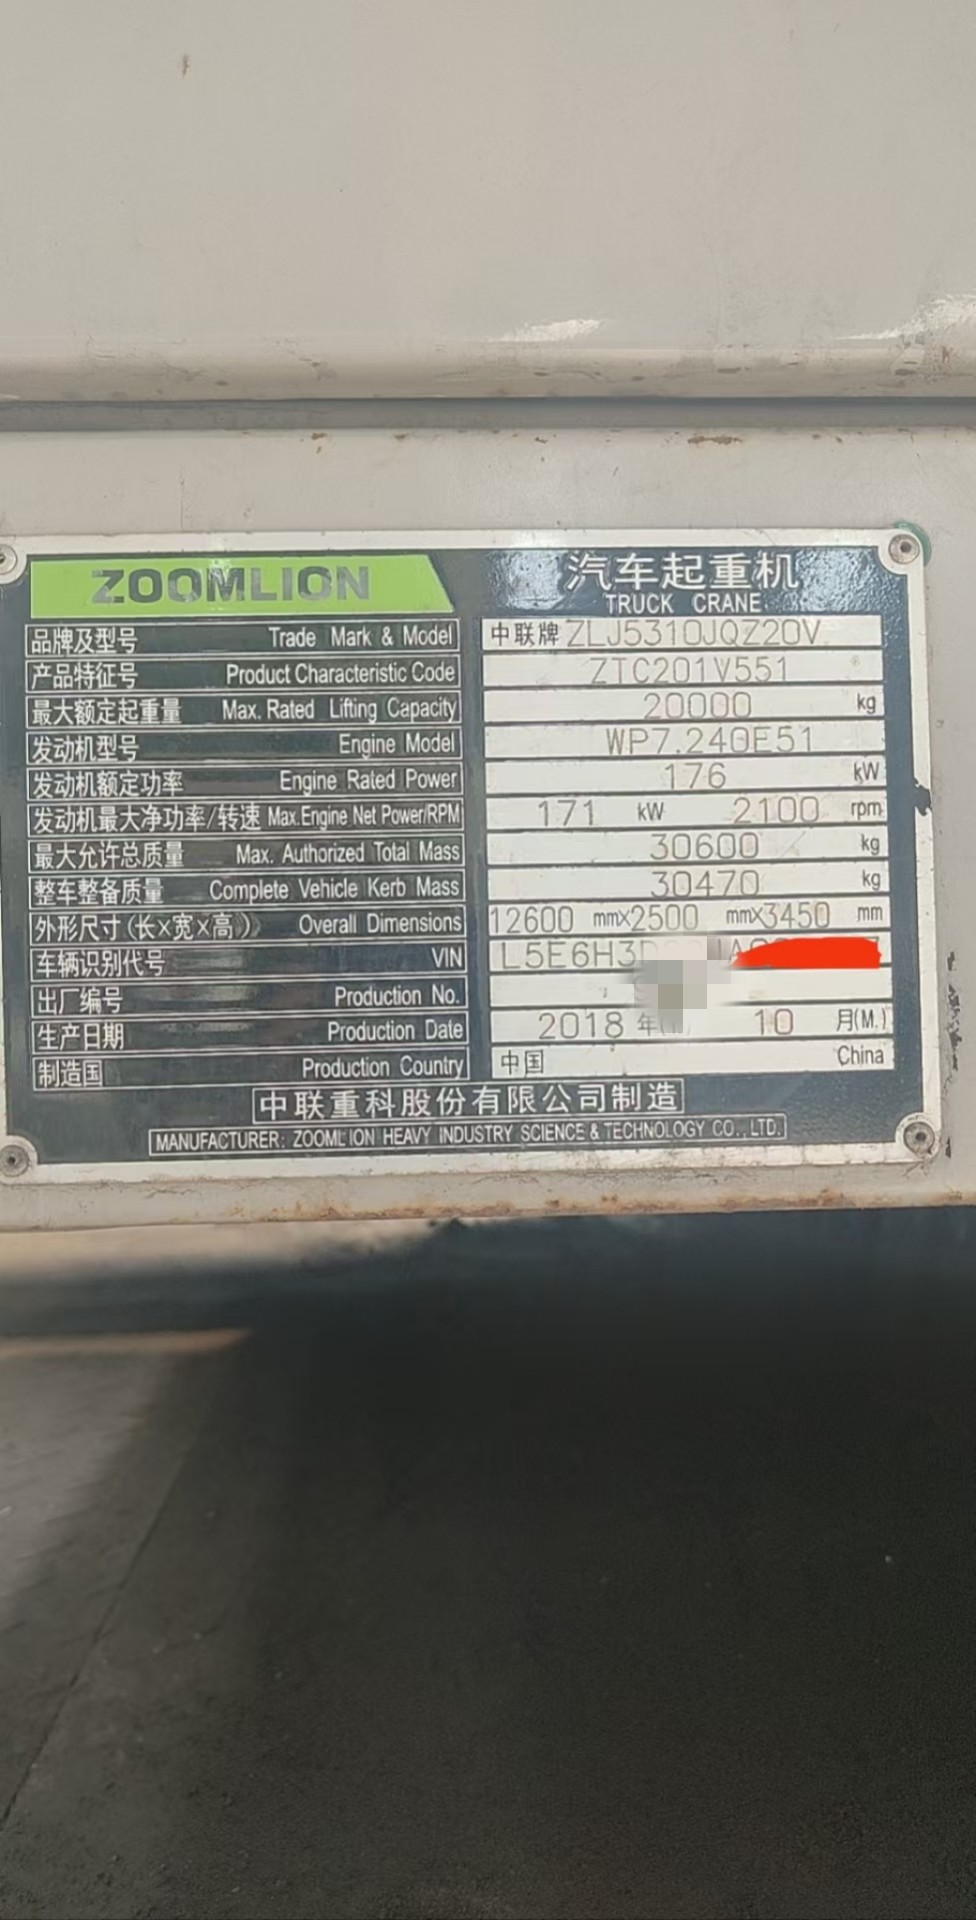 ZOOMLION
汽车起重机
TRUCK CRANE
品牌及型号 Trade Mark & Model 中联牌 ZLJ5310JQZ20V
产品特征号 Product Characteristic Code ZTC201V551
最大额定起重量 Max. Rated Lifting Capacity 20000 kg
发动机型号 Engine Model WP7.240E51
发动机额定功率 Engine Rated Power 176 kW
发动机最大净功率/转速 Max.Engine Net Power/RPM 171 kW 2100 rpm
最大允许总质量 Max. Authorized Total Mass 30600 kg
整车整备质量 Complete Vehicle Kerb Mass 30470 kg
外形尺寸(长×宽×高) Overall Dimensions 12600 mm×2500 mm×3450 mm
车辆识别代号 VIN
出厂编号 Production No.
生产日期 Production Date 2018 年 10 月(M.)
制造国 Production Country 中国 China
中联重科股份有限公司制造
MANUFACTURER: ZOOMLION HEAVY INDUSTRY SCIENCE & TECHNOLOGY CO.,LTD.